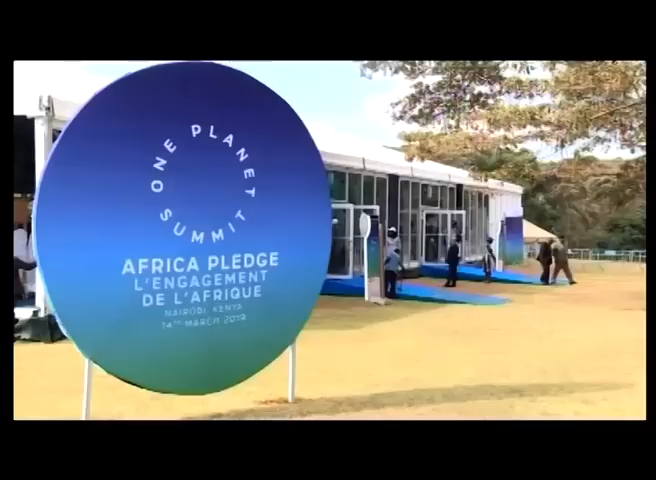 ONE PLANET SUMMIT
AFRICA PLEDGE
L'ENGAGEMENT
DE L'AFRIQUE
NAIROBI, KENYA
14TH MARCH 2019